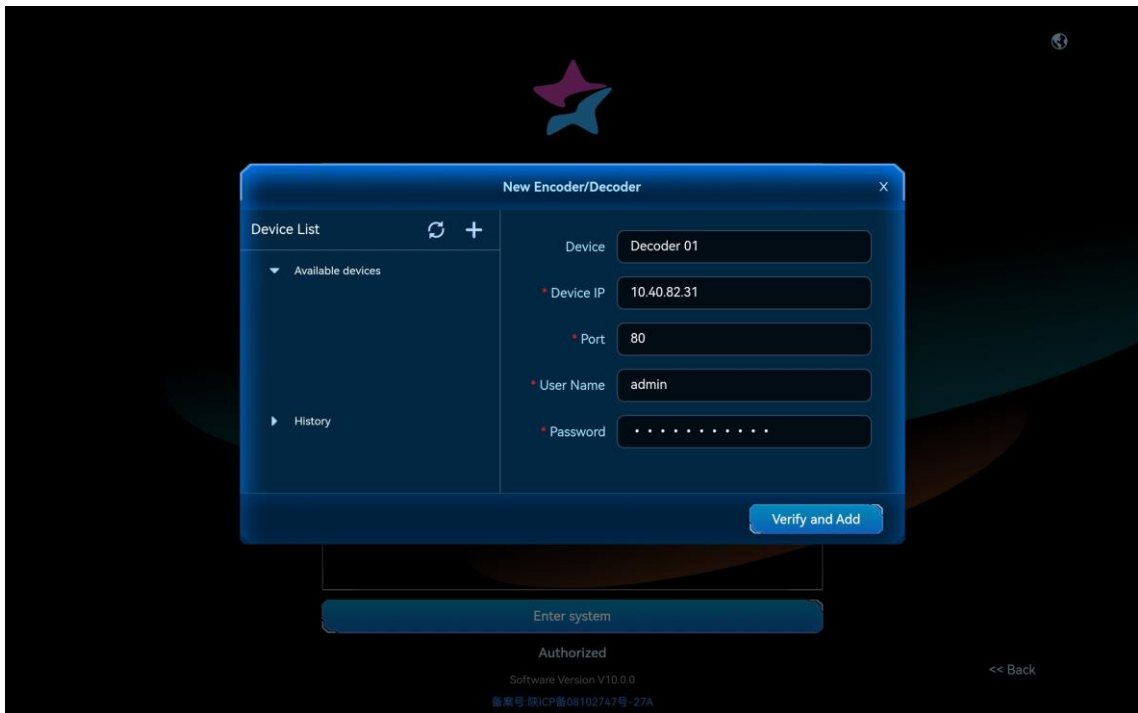 New Encoder/Decoder
X
Device List
Available devices
History
Device Decoder 01
* Device IP 10.40.82.31
* Port 80
* User Name admin
* Password ···········
Verify and Add
Enter system
Authorized
<< Back
Software Version V10.0.0
备案号:陕ICP备08102747号-27A